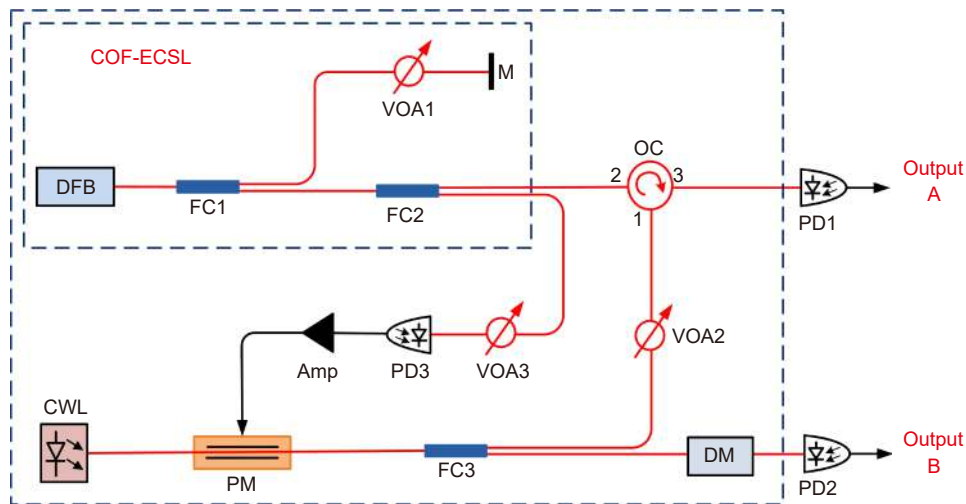 COF-ECSL
M
VOA1
OC
DFB
2
3
Output
A
FC1
FC2
1
PD1
VOA2
Amp
PD3
VOA3
CWL
Output
B
FC3
DM
PM
PD2